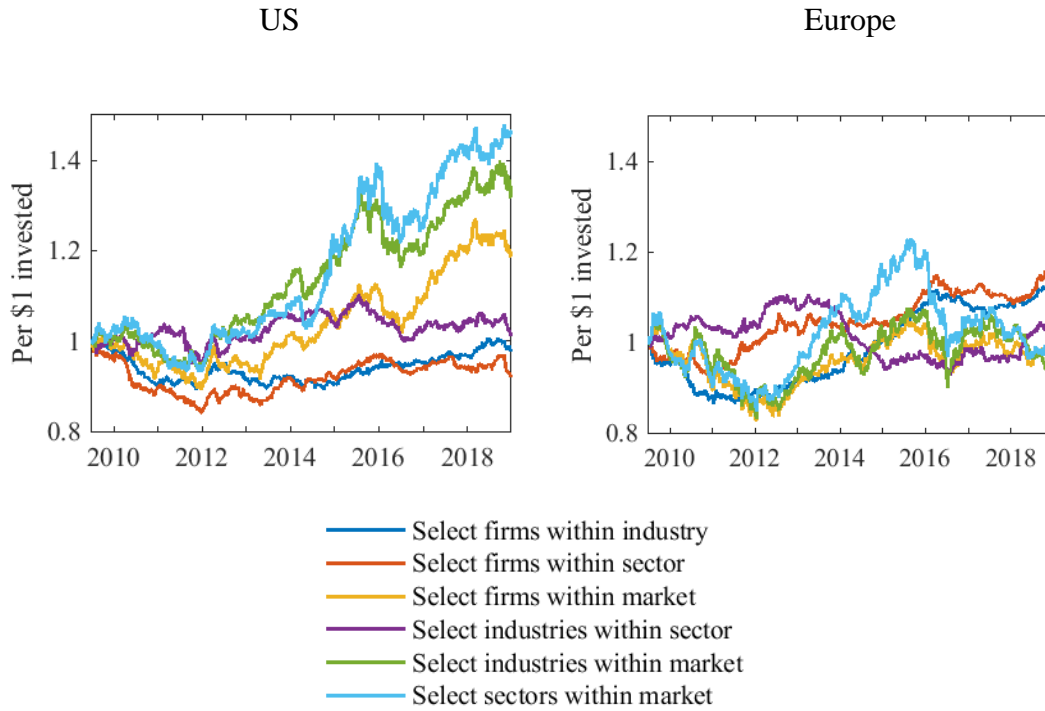 US
Europe
Per $1 invested
1.4
1.2
1
0.8
2010 2012 2014 2016 2018
Per $1 invested
1.4
1.2
1
0.8
2010 2012 2014 2016 2018
Select firms within industry
Select firms within sector
Select firms within market
Select industries within sector
Select industries within market
Select sectors within market